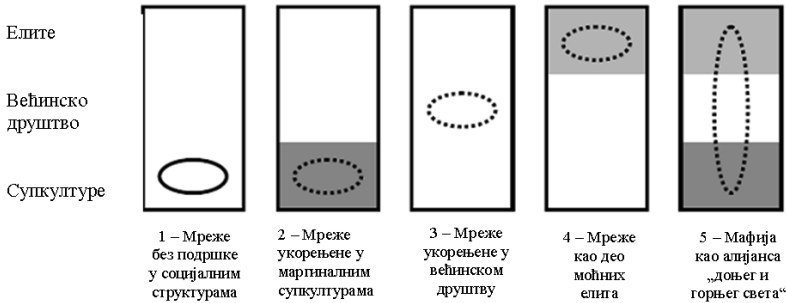 Елите
Већинско
друштво
Супкултуре
1 – Мреже
без подршке
у социјалним
структурама
2 – Мреже
укорењене у
маргиналним
супкултурама
3 – Мреже
укорењене у
већинском
друштву
4 – Мреже
као део
моћних
елита
5 – Мафија
као алијанса
„доњег и
горњег света“